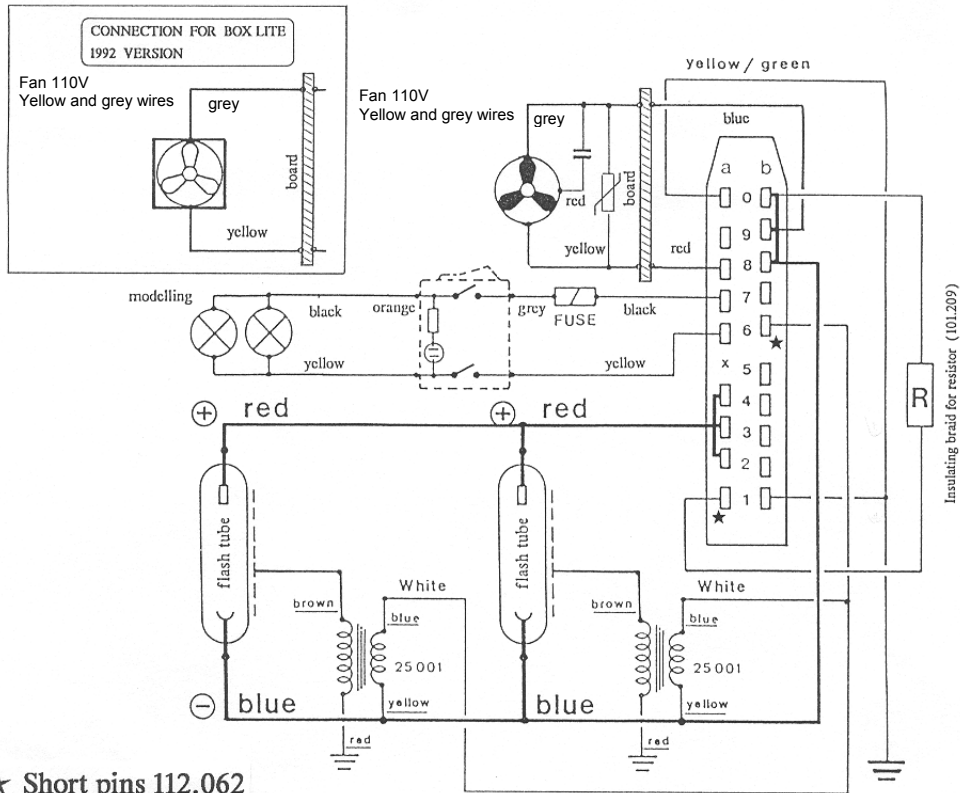 CONNECTION FOR BOX LITE
1992 VERSION
Fan 110V
Yellow and grey wires
grey
board
yellow
Fan 110V
Yellow and grey wires
grey
red
board
yellow
red
yellow / green
blue
a b
0
9
8
7
6
x 5
4
3
2
1
modelling
black
orange
grey
FUSE
black
yellow
yellow
R
Insulating braid for resistor (101.209)
+ red
+ red
flash tube
flash tube
White
brown
blue
25001
yellow
red
White
brown
blue
25001
yellow
red
− blue
blue
★ Short pins 112.062